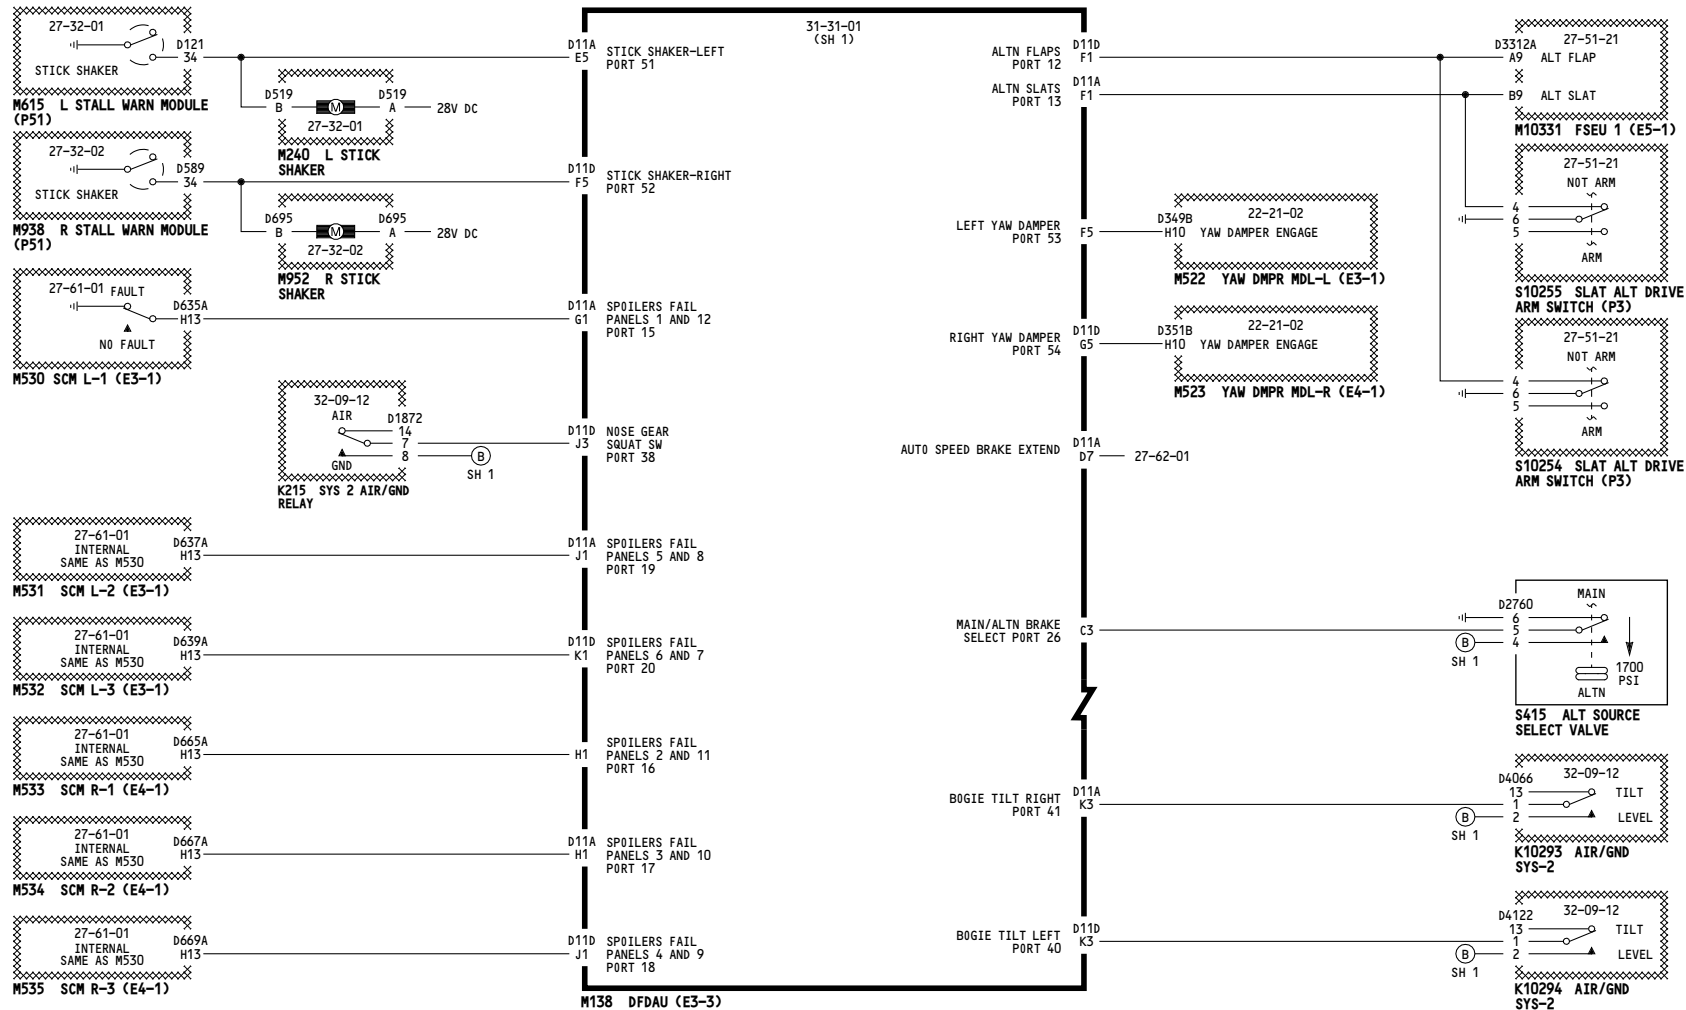 27-32-01
D121
34
STICK SHAKER
M615 L STALL WARN MODULE
(P51)
D519
B
M
D519
A
28V DC
27-32-01
M240 L STICK
SHAKER
27-32-02
D589
34
STICK SHAKER
M938 R STALL WARN MODULE
(P51)
D695
B
M
D695
A
28V DC
27-32-02
M952 R STICK
SHAKER
27-61-01 FAULT
D635A
H13
NO FAULT
M530 SCM L-1 (E3-1)
32-09-12
AIR
D1872
14
7
8
GND
B
SH 1
K215 SYS 2 AIR/GND
RELAY
27-61-01
INTERNAL
SAME AS M530
D637A
H13
M531 SCM L-2 (E3-1)
27-61-01
INTERNAL
SAME AS M530
D639A
H13
M532 SCM L-3 (E3-1)
27-61-01
INTERNAL
SAME AS M530
D665A
H13
M533 SCM R-1 (E4-1)
27-61-01
INTERNAL
SAME AS M530
D667A
H13
M534 SCM R-2 (E4-1)
27-61-01
INTERNAL
SAME AS M530
D669A
H13
M535 SCM R-3 (E4-1)
31-31-01
(SH 1)
D11A
E5
STICK SHAKER-LEFT
PORT 51
D11D
F5
STICK SHAKER-RIGHT
PORT 52
D11A
G1
SPOILERS FAIL
PANELS 1 AND 12
PORT 15
D11D
J3
NOSE GEAR
SQUAT SW
PORT 38
D11A
J1
SPOILERS FAIL
PANELS 5 AND 8
PORT 19
D11D
K1
SPOILERS FAIL
PANELS 6 AND 7
PORT 20
H1
SPOILERS FAIL
PANELS 2 AND 11
PORT 16
D11A
H1
SPOILERS FAIL
PANELS 3 AND 10
PORT 17
D11D
J1
SPOILERS FAIL
PANELS 4 AND 9
PORT 18
M138 DFDAU (E3-3)
ALTN FLAPS
PORT 12
D11D
F1
ALTN SLATS
PORT 13
D11A
F1
LEFT YAW DAMPER
PORT 53
F5
RIGHT YAW DAMPER
PORT 54
D11D
G5
AUTO SPEED BRAKE EXTEND
D11A
D7
27-62-01
MAIN/ALTN BRAKE
SELECT PORT 26
C3
BOGIE TILT RIGHT
PORT 41
D11A
K3
BOGIE TILT LEFT
PORT 40
D11D
K3
D349B
H10
22-21-02
YAW DAMPER ENGAGE
M522 YAW DMPR MDL-L (E3-1)
D351B
H10
22-21-02
YAW DAMPER ENGAGE
M523 YAW DMPR MDL-R (E4-1)
D3312A
A9
27-51-21
ALT FLAP
B9
ALT SLAT
M10331 FSEU 1 (E5-1)
27-51-21
NOT ARM
4
6
5
ARM
S10255 SLAT ALT DRIVE
ARM SWITCH (P3)
27-51-21
NOT ARM
4
6
5
ARM
S10254 SLAT ALT DRIVE
ARM SWITCH (P3)
MAIN
D2760
6
5
4
B
SH 1
1700
PSI
ALTN
S415 ALT SOURCE
SELECT VALVE
D4066
32-09-12
13
TILT
1
2
LEVEL
B
SH 1
K10293 AIR/GND
SYS-2
D4122
32-09-12
13
TILT
1
2
LEVEL
B
SH 1
K10294 AIR/GND
SYS-2